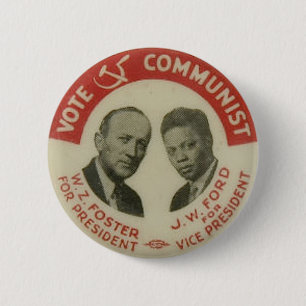 VOTE COMMUNIST
W.Z. FOSTER
FOR PRESIDENT
J.W. FORD
FOR
VICE PRESIDENT